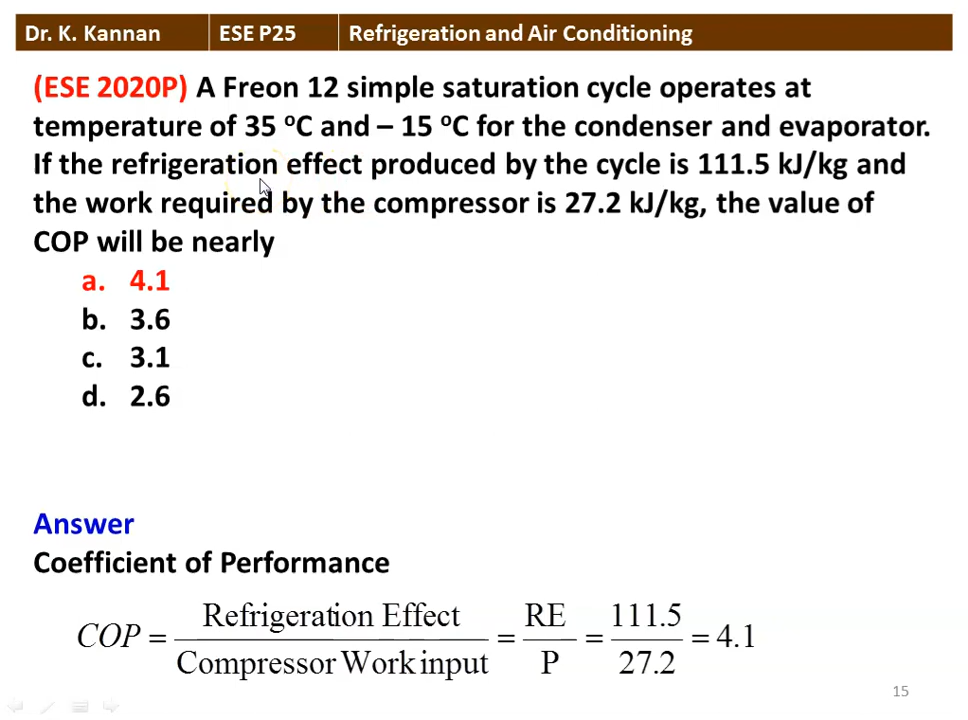 Dr. K. Kannan ESE P25 Refrigeration and Air Conditioning
(ESE 2020P) A Freon 12 simple saturation cycle operates at
temperature of 35 °C and – 15 °C for the condenser and evaporator.
If the refrigeration effect produced by the cycle is 111.5 kJ/kg and
the work required by the compressor is 27.2 kJ/kg, the value of
COP will be nearly
a. 4.1
b. 3.6
c. 3.1
d. 2.6
Answer
Coefficient of Performance
COP = Refrigeration Effect / Compressor Work input = RE / P = 111.5 / 27.2 = 4.1
15